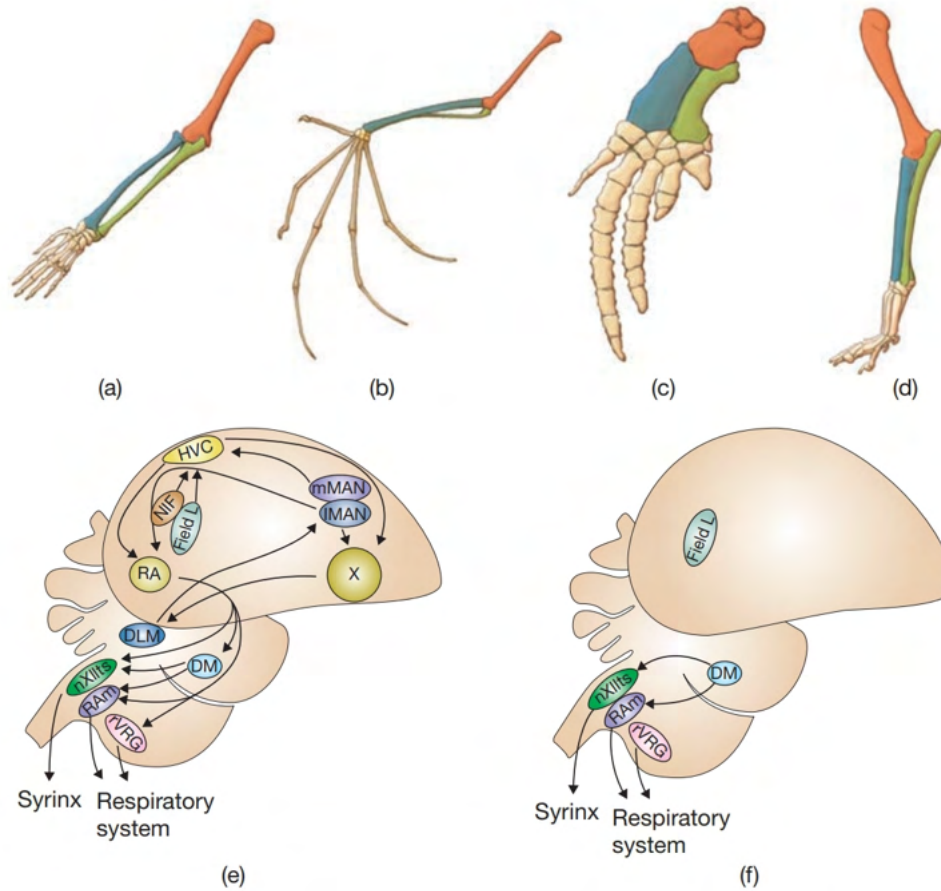 (a)
(b)
(c)
(d)
HVC
NIF
Field L
mMAN
lMAN
RA
X
DLM
DM
nXIIts
RAm
rVRG
Syrinx
Respiratory
system
(e)
Field L
DM
nXIIts
RAm
rVRG
Syrinx
Respiratory
system
(f)